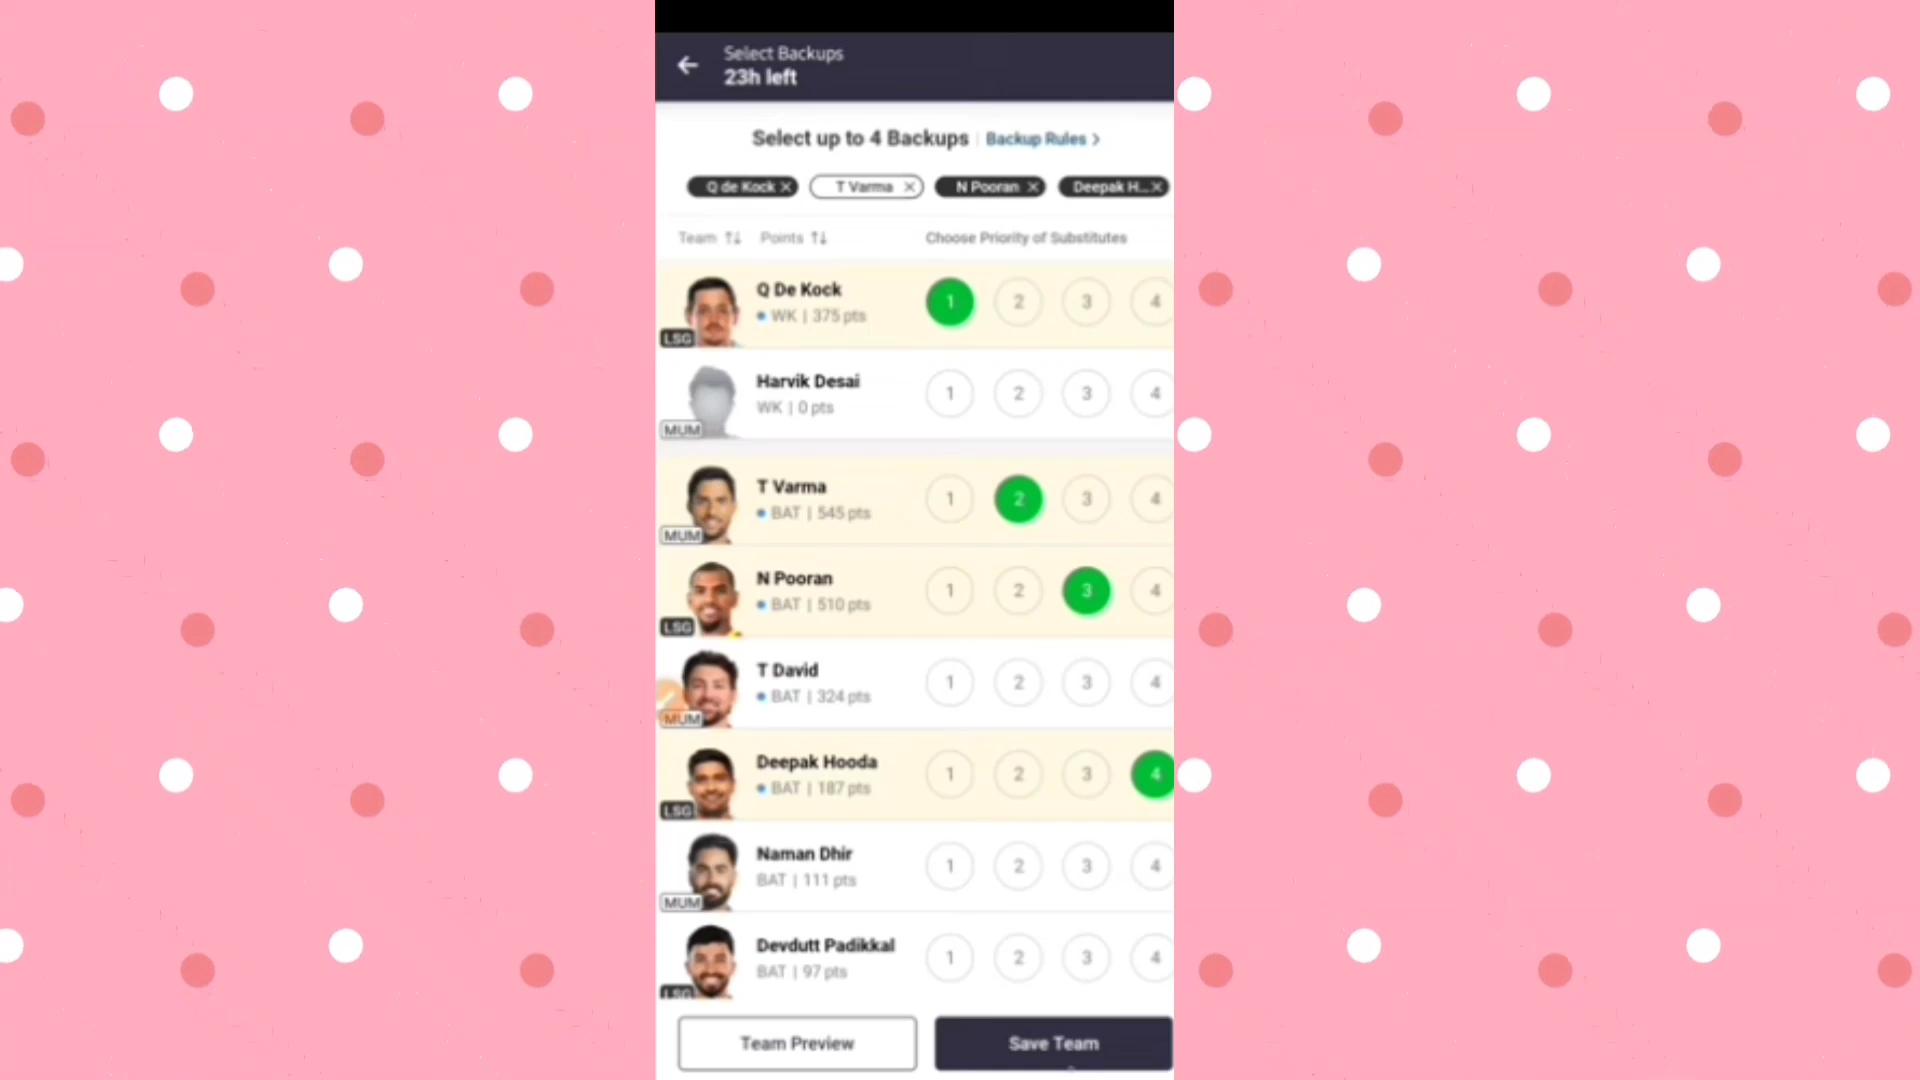 Select Backups
23h left
Select up to 4 Backups | Backup Rules >
Q de Kock × T Varma × N Pooran × Deepak H... ×
Team ↑↓ Points ↑↓ Choose Priority of Substitutes
Q De Kock
WK | 375 pts
LSG
1 2 3 4
Harvik Desai
WK | 0 pts
MUM
1 2 3 4
T Varma
BAT | 545 pts
MUM
1 2 3 4
N Pooran
BAT | 510 pts
LSG
1 2 3 4
T David
BAT | 324 pts
MUM
1 2 3 4
Deepak Hooda
BAT | 187 pts
LSG
1 2 3 4
Naman Dhir
BAT | 111 pts
MUM
1 2 3 4
Devdutt Padikkal
BAT | 97 pts
LSG
1 2 3 4
Team Preview Save Team